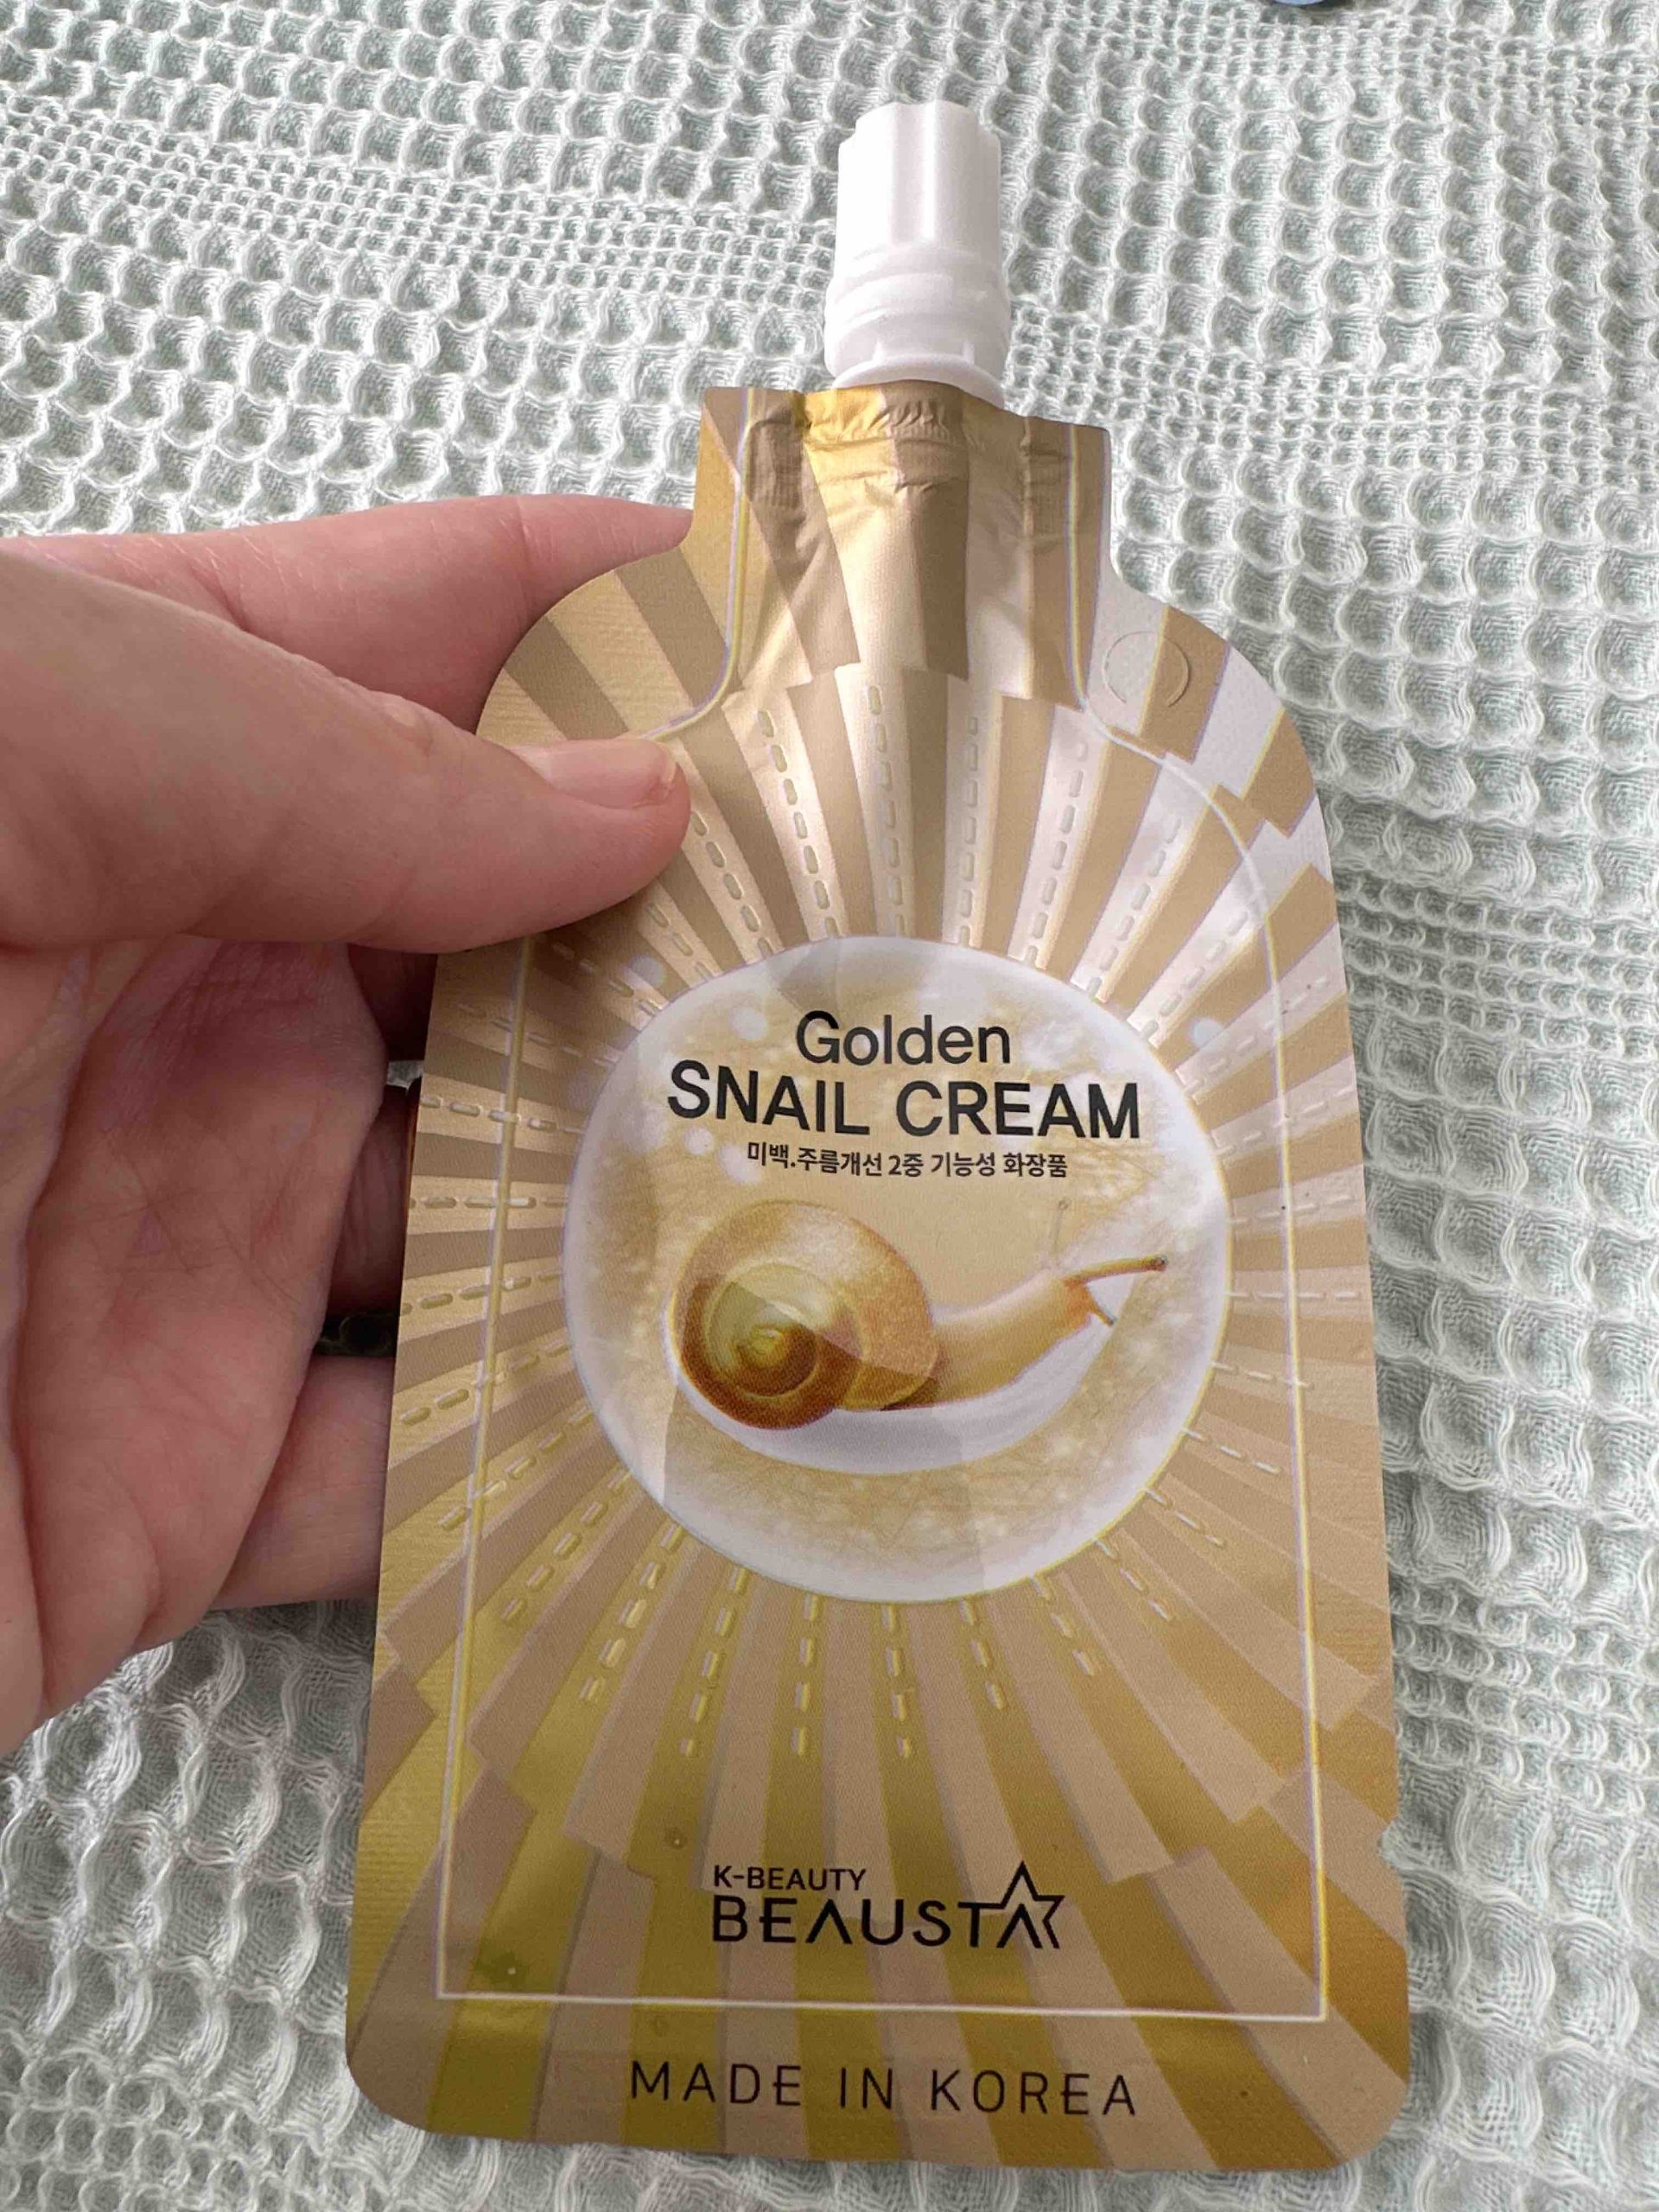 Golden
SNAIL CREAM
미백.주름개선 2중 기능성 화장품
K-BEAUTY
BEAUSTAR
MADE IN KOREA